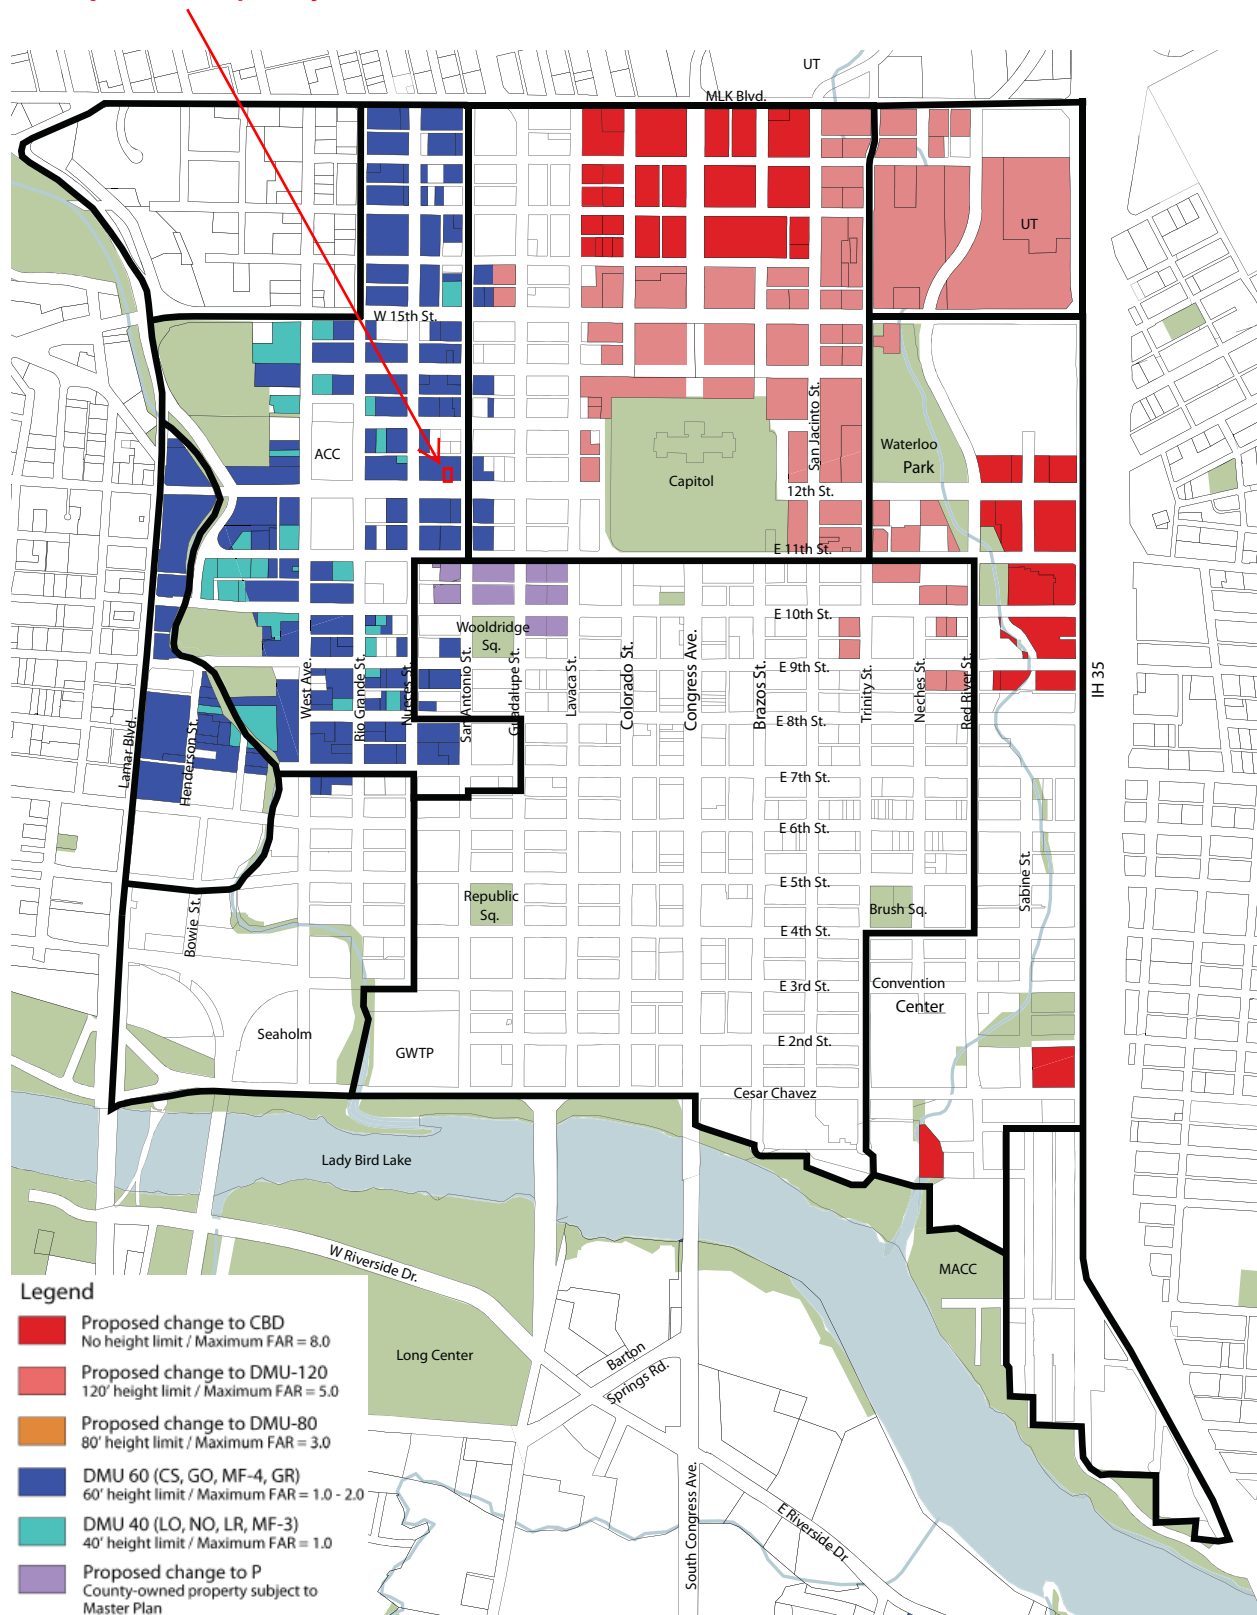 UT
MLK Blvd.
UT
W 15th St.
San Jacinto St.
Waterloo
Park
ACC
Capitol
12th St.
E 11th St.
E 10th St.
Wooldridge
Sq.
E 9th St.
West Ave.
Rio Grande St.
Nueces St.
San Antonio St.
Guadalupe St.
Lavaca St.
Colorado St.
Congress Ave.
Brazos St.
Trinity St.
Neches St.
Red River St.
IH 35
E 8th St.
Lamar Blvd.
Henderson St.
E 7th St.
E 6th St.
E 5th St.
Sabine St.
Republic
Sq.
Brush Sq.
Bowie St.
E 4th St.
E 3rd St.
Convention
Center
Seaholm
GWTP
E 2nd St.
Cesar Chavez
Lady Bird Lake
W Riverside Dr.
MACC
Long Center
Barton
Springs Rd.
South Congress Ave.
E Riverside Dr
Legend
Proposed change to CBD
No height limit / Maximum FAR = 8.0
Proposed change to DMU-120
120' height limit / Maximum FAR = 5.0
Proposed change to DMU-80
80' height limit / Maximum FAR = 3.0
DMU 60 (CS, GO, MF-4, GR)
60' height limit / Maximum FAR = 1.0 - 2.0
DMU 40 (LO, NO, LR, MF-3)
40' height limit / Maximum FAR = 1.0
Proposed change to P
County-owned property subject to
Master Plan